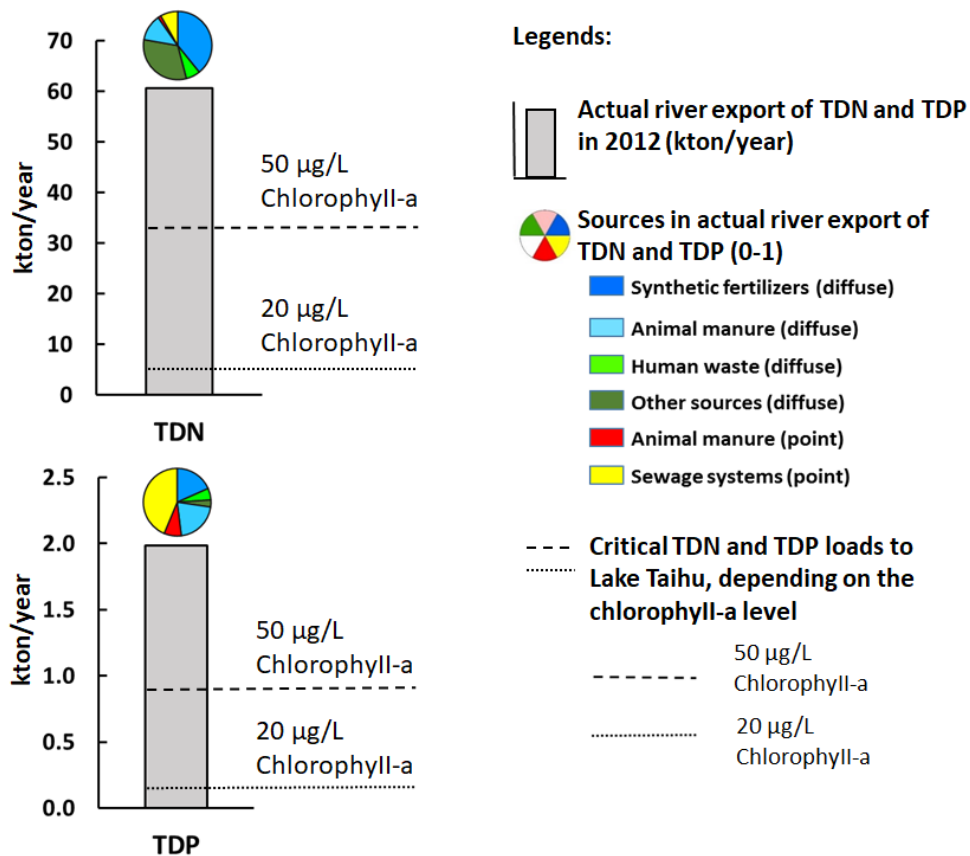 70
60
50
40
30
20
10
0
kton/year
50 µg/L
Chlorophyll-a
20 µg/L
Chlorophyll-a
TDN
2.5
2.0
1.5
1.0
0.5
0.0
kton/year
50 µg/L
Chlorophyll-a
20 µg/L
Chlorophyll-a
TDP
Legends:
Actual river export of TDN and TDP
in 2012 (kton/year)
Sources in actual river export of
TDN and TDP (0-1)
Synthetic fertilizers (diffuse)
Animal manure (diffuse)
Human waste (diffuse)
Other sources (diffuse)
Animal manure (point)
Sewage systems (point)
Critical TDN and TDP loads to
Lake Taihu, depending on the
chlorophyll-a level
50 µg/L
Chlorophyll-a
20 µg/L
Chlorophyll-a